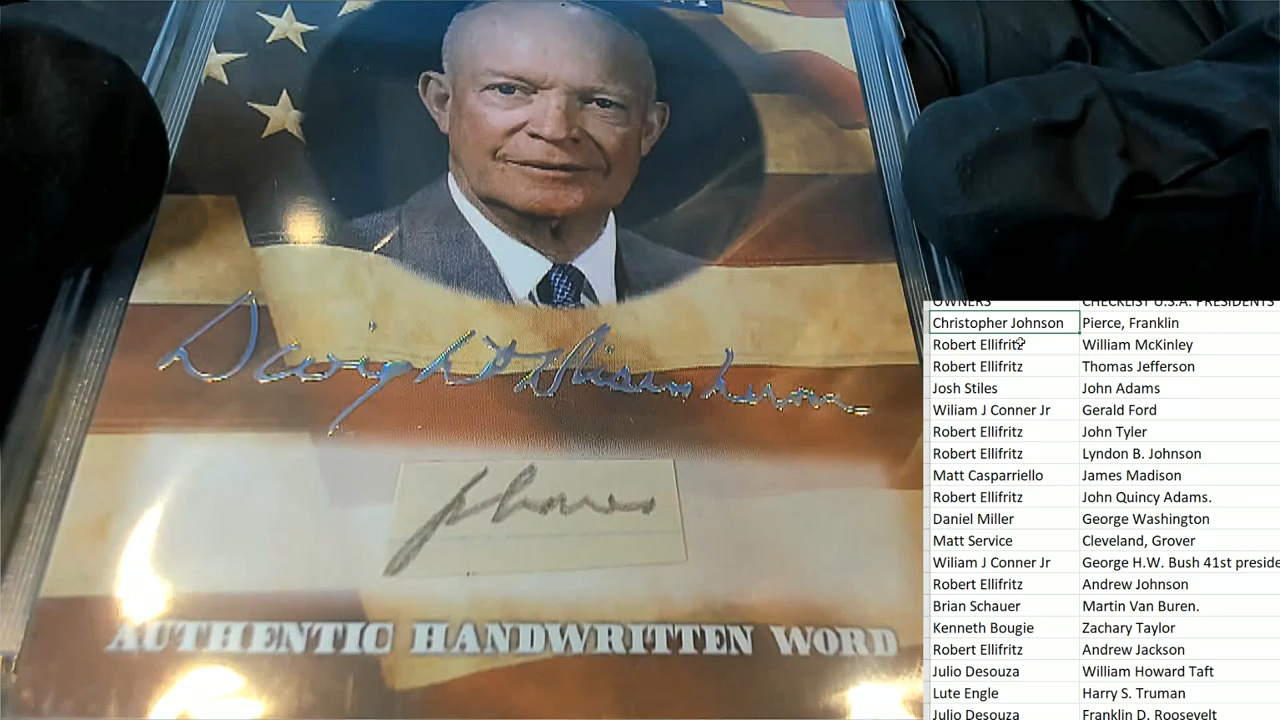 Dwight D Eisenhower
phones
AUTHENTIC HANDWRITTEN WORD
OWNERS CHECKLIST U.S.A. PRESIDENTS
Christopher Johnson Pierce, Franklin
Robert Ellifritz William McKinley
Robert Ellifritz Thomas Jefferson
Josh Stiles John Adams
Wiliam J Conner Jr Gerald Ford
Robert Ellifritz John Tyler
Robert Ellifritz Lyndon B. Johnson
Matt Casparriello James Madison
Robert Ellifritz John Quincy Adams.
Daniel Miller George Washington
Matt Service Cleveland, Grover
Wiliam J Conner Jr George H.W. Bush 41st preside
Robert Ellifritz Andrew Johnson
Brian Schauer Martin Van Buren.
Kenneth Bougie Zachary Taylor
Robert Ellifritz Andrew Jackson
Julio Desouza William Howard Taft
Lute Engle Harry S. Truman
Julio Desouza Franklin D. Roosevelt